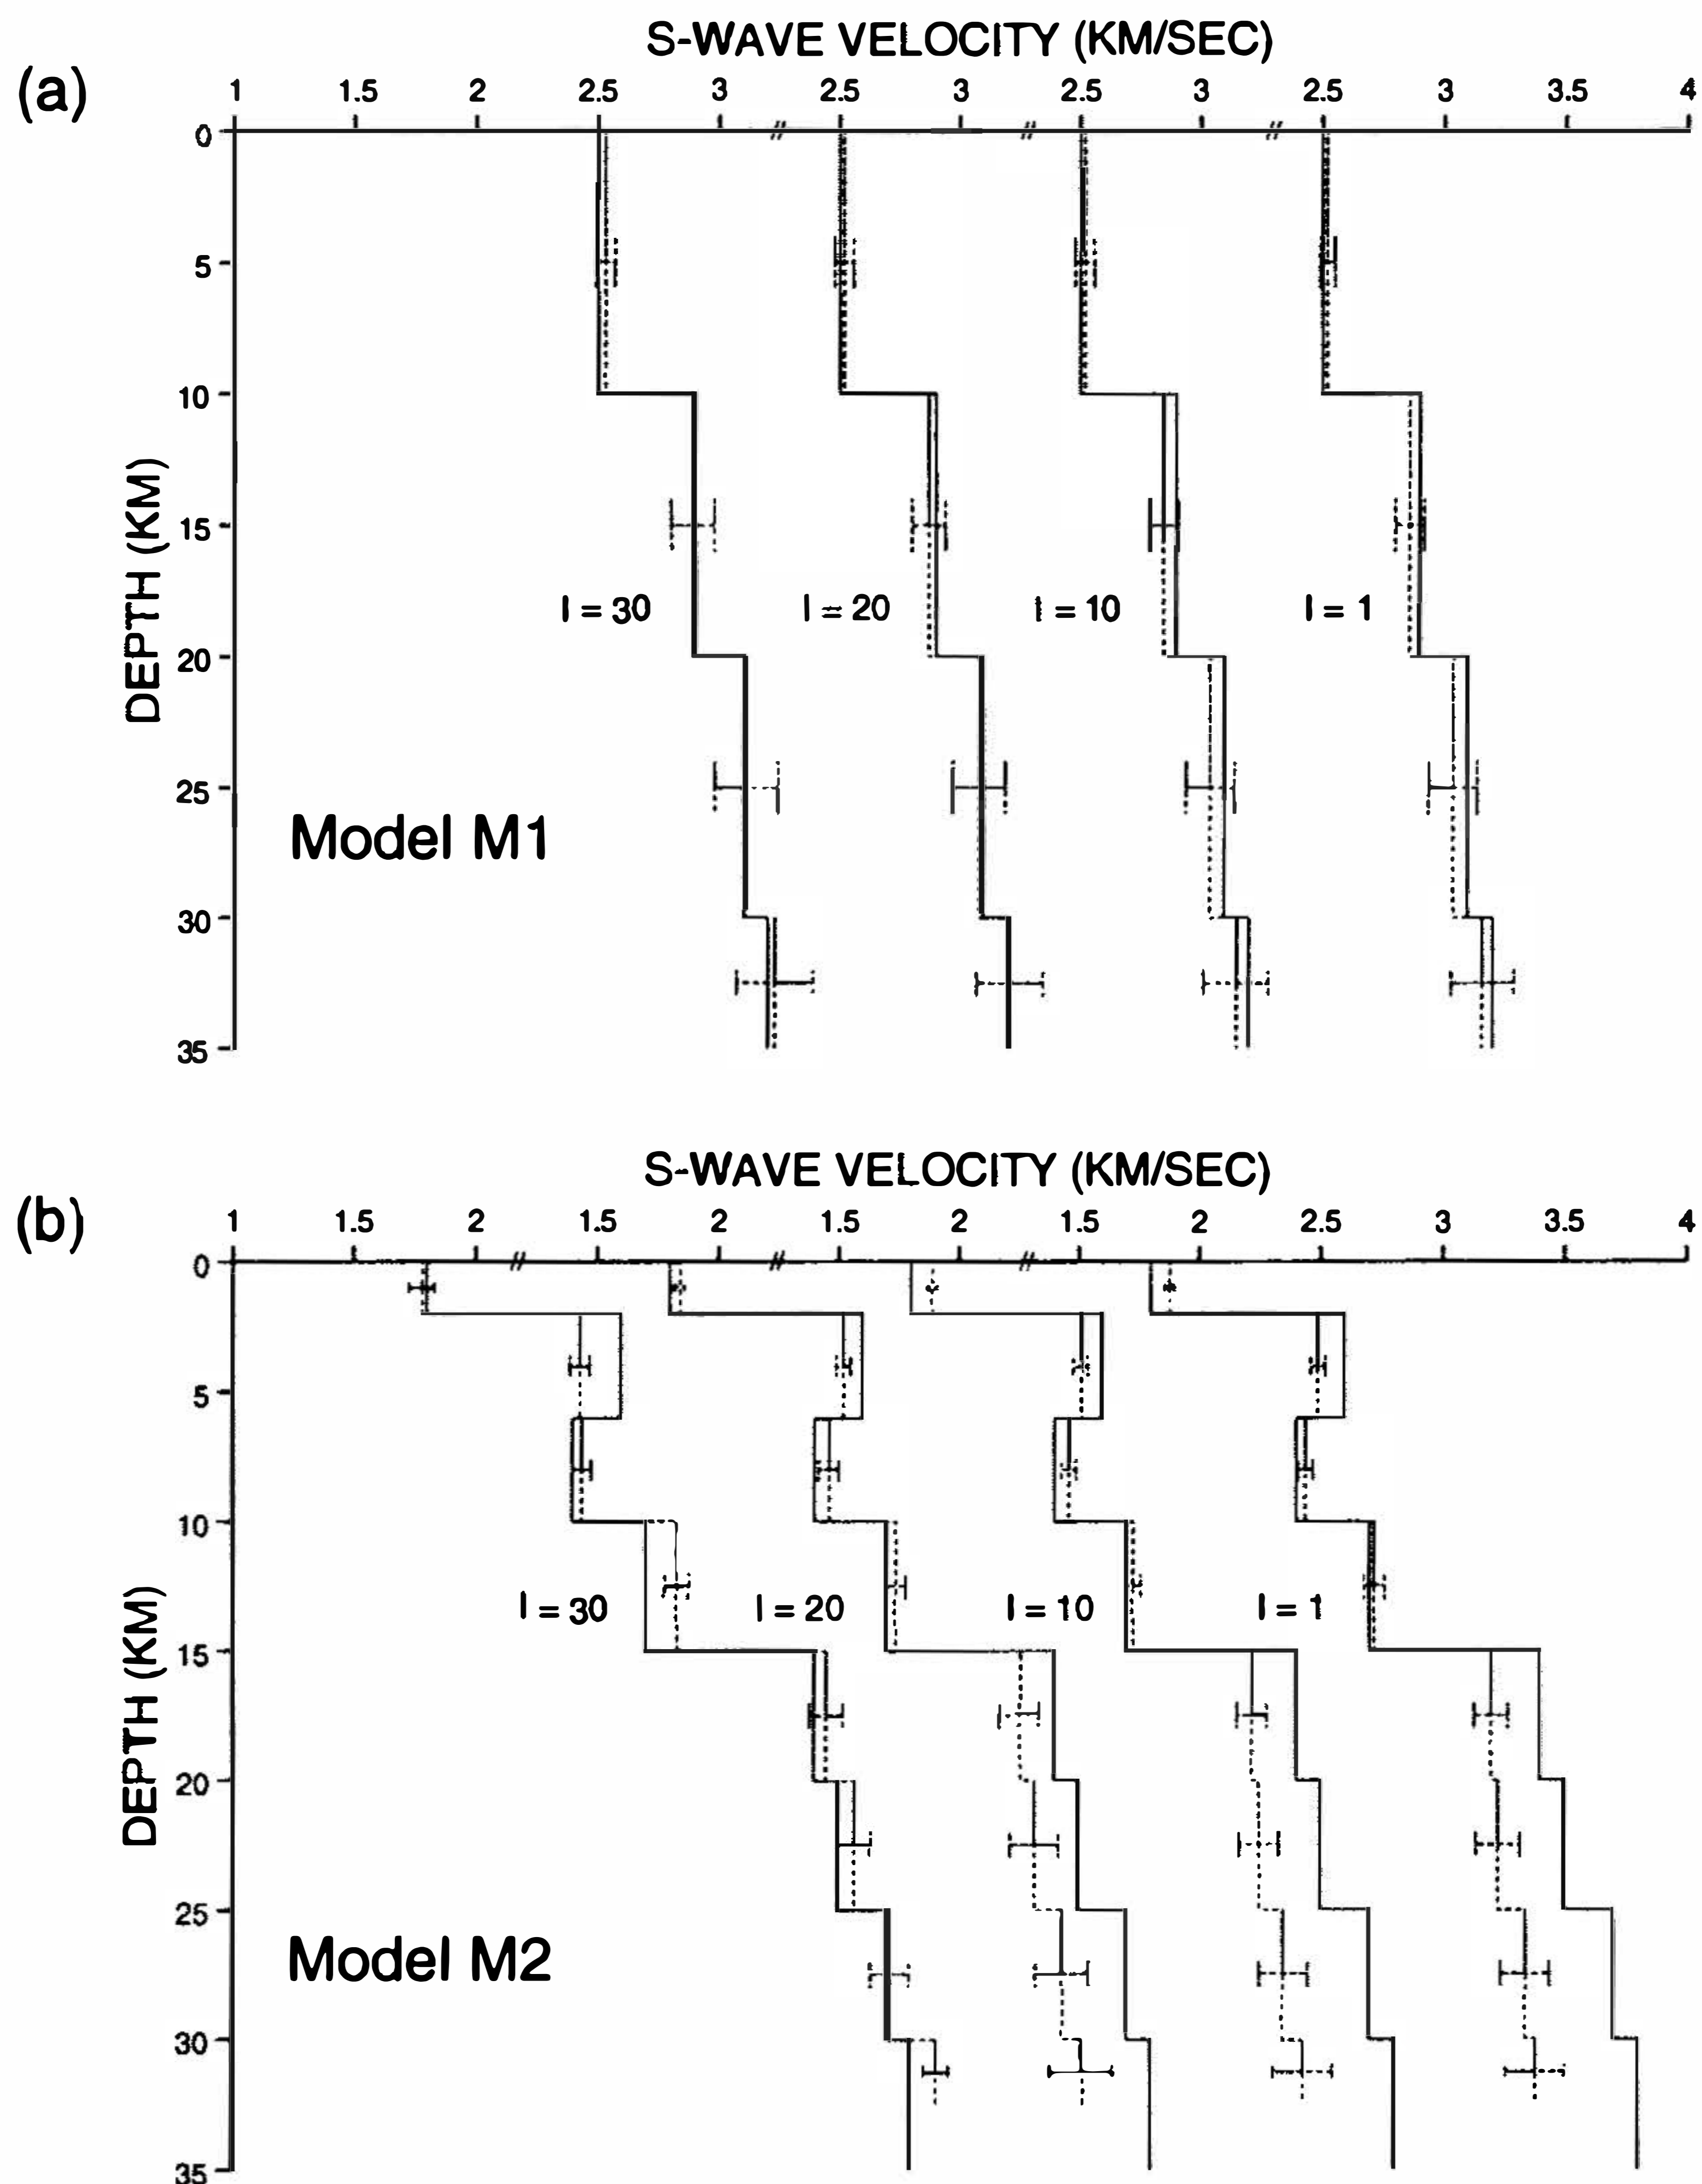 S-WAVE VELOCITY (KM/SEC)
(a)
1 1.5 2 2.5 3 2.5 3 2.5 3 2.5 3 3.5 4
0
5
10
15
I = 30 I = 20 I = 10 I = 1
DEPTH (KM)
20
25
Model M1
30
35
S-WAVE VELOCITY (KM/SEC)
(b)
1 1.5 2 1.5 2 1.5 2 1.5 2 2.5 3 3.5 4
0
5
10
I = 30 I = 20 I = 10 I = 1
15
DEPTH (KM)
20
25
Model M2
30
35